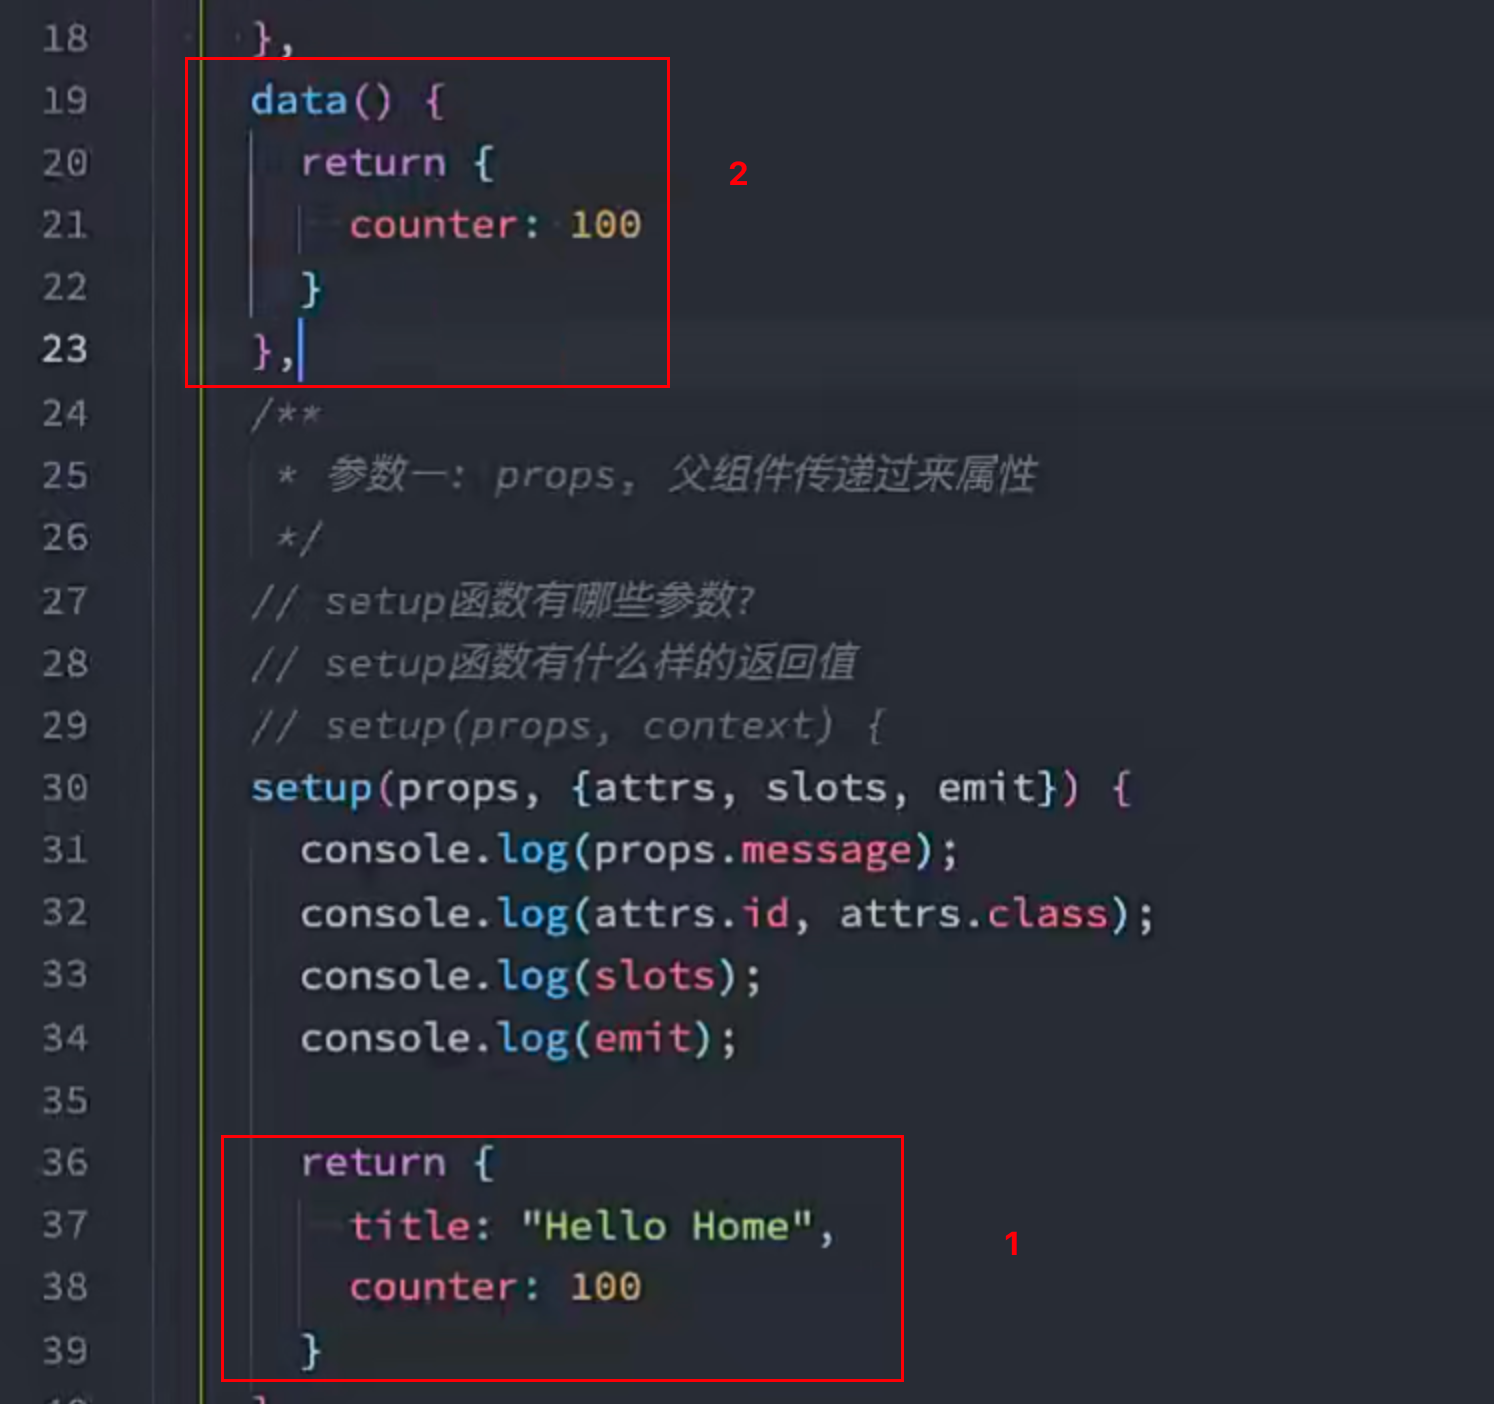 18 },
19 data() {
20 return {
21 counter: 100
22 }
23 },
24 /**
25 * 参数一: props, 父组件传递过来属性
26 */
27 // setup函数有哪些参数?
28 // setup函数有什么样的返回值
29 // setup(props, context) {
30 setup(props, {attrs, slots, emit}) {
31 console.log(props.message);
32 console.log(attrs.id, attrs.class);
33 console.log(slots);
34 console.log(emit);
35
36 return {
37 title: "Hello Home",
38 counter: 100
39 }
2
1